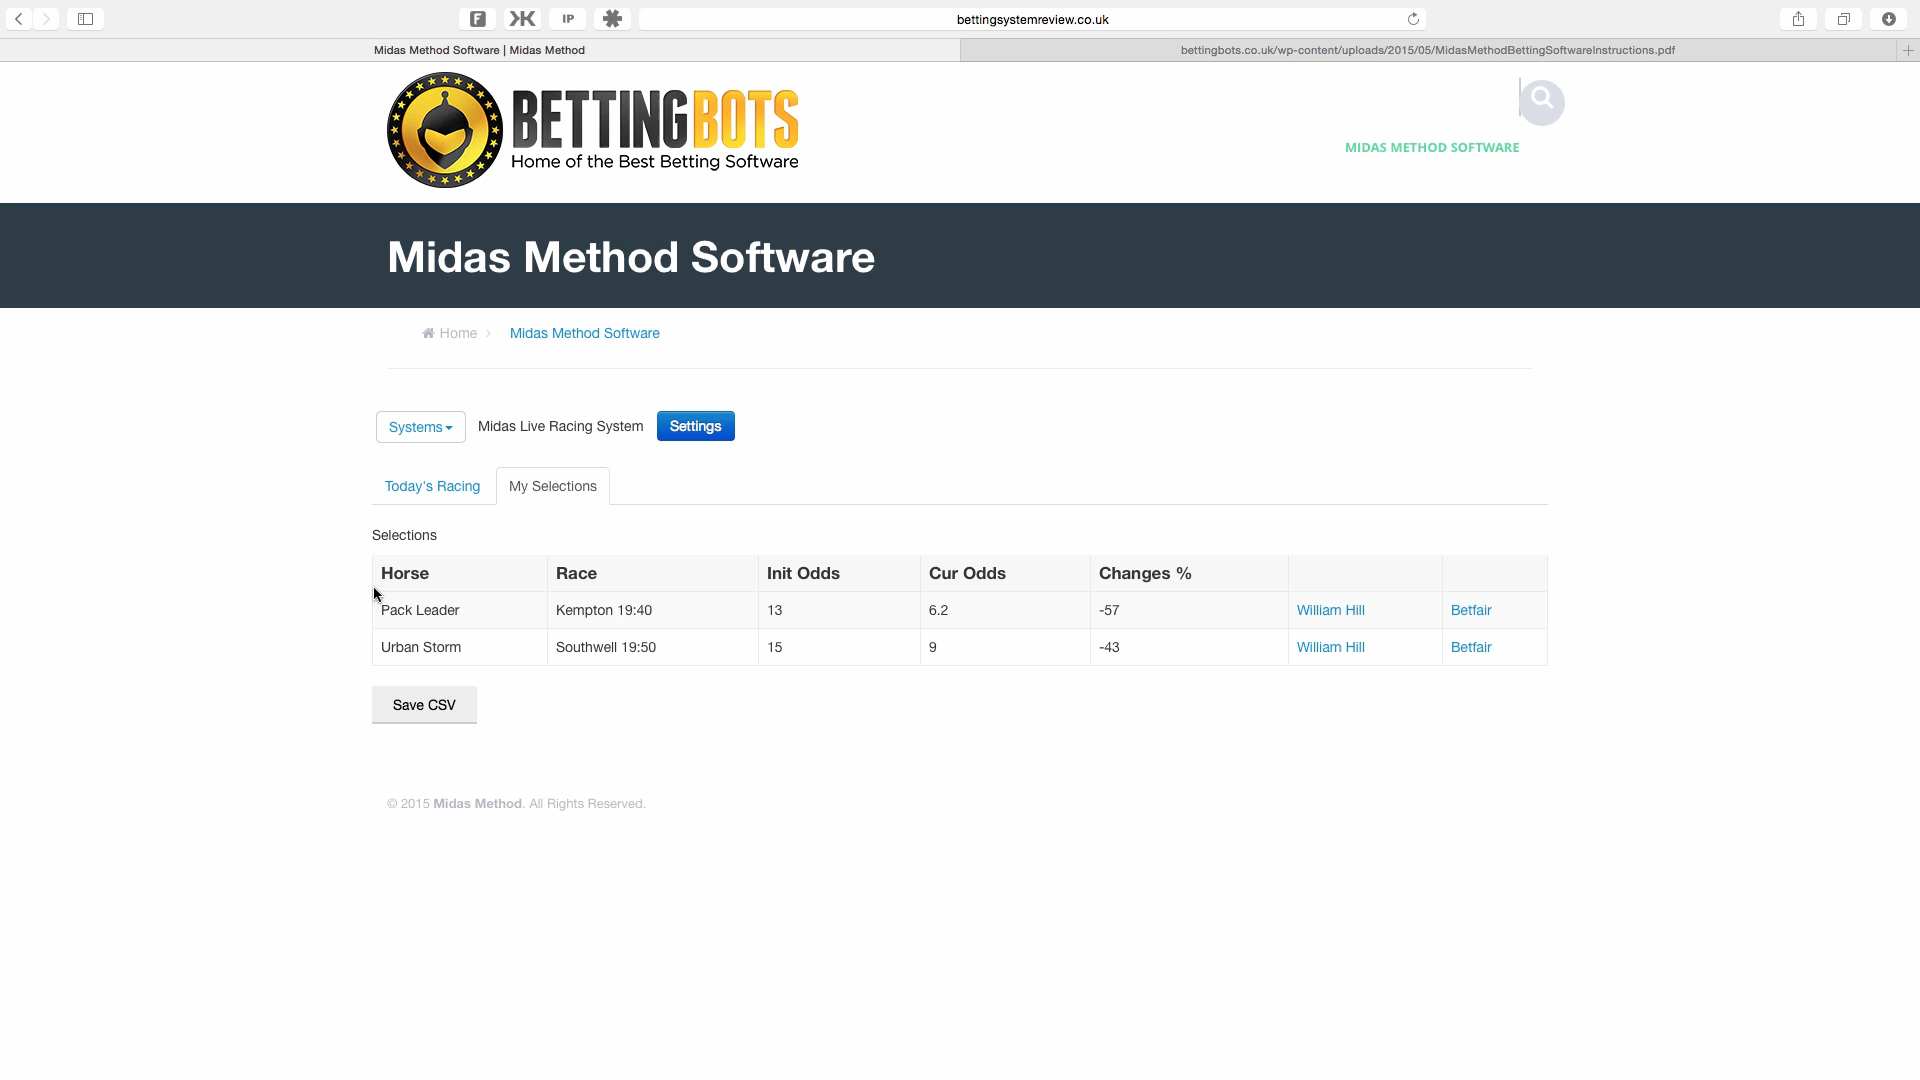 F
IP
bettingsystemreview.co.uk
Midas Method Software | Midas Method
bettingbots.co.uk/wp-content/uploads/2015/05/MidasMethodBettingSoftwareInstructions.pdf
BETTINGBOTS
Home of the Best Betting Software
MIDAS METHOD SOFTWARE
Midas Method Software
Home
Midas Method Software
Systems
Midas Live Racing System
Settings
Today's Racing
My Selections
Selections
Horse Race Init Odds Cur Odds Changes %
Pack Leader Kempton 19:40 13 6.2 -57 William Hill Betfair
Urban Storm Southwell 19:50 15 9 -43 William Hill Betfair
Save CSV
© 2015 Midas Method. All Rights Reserved.